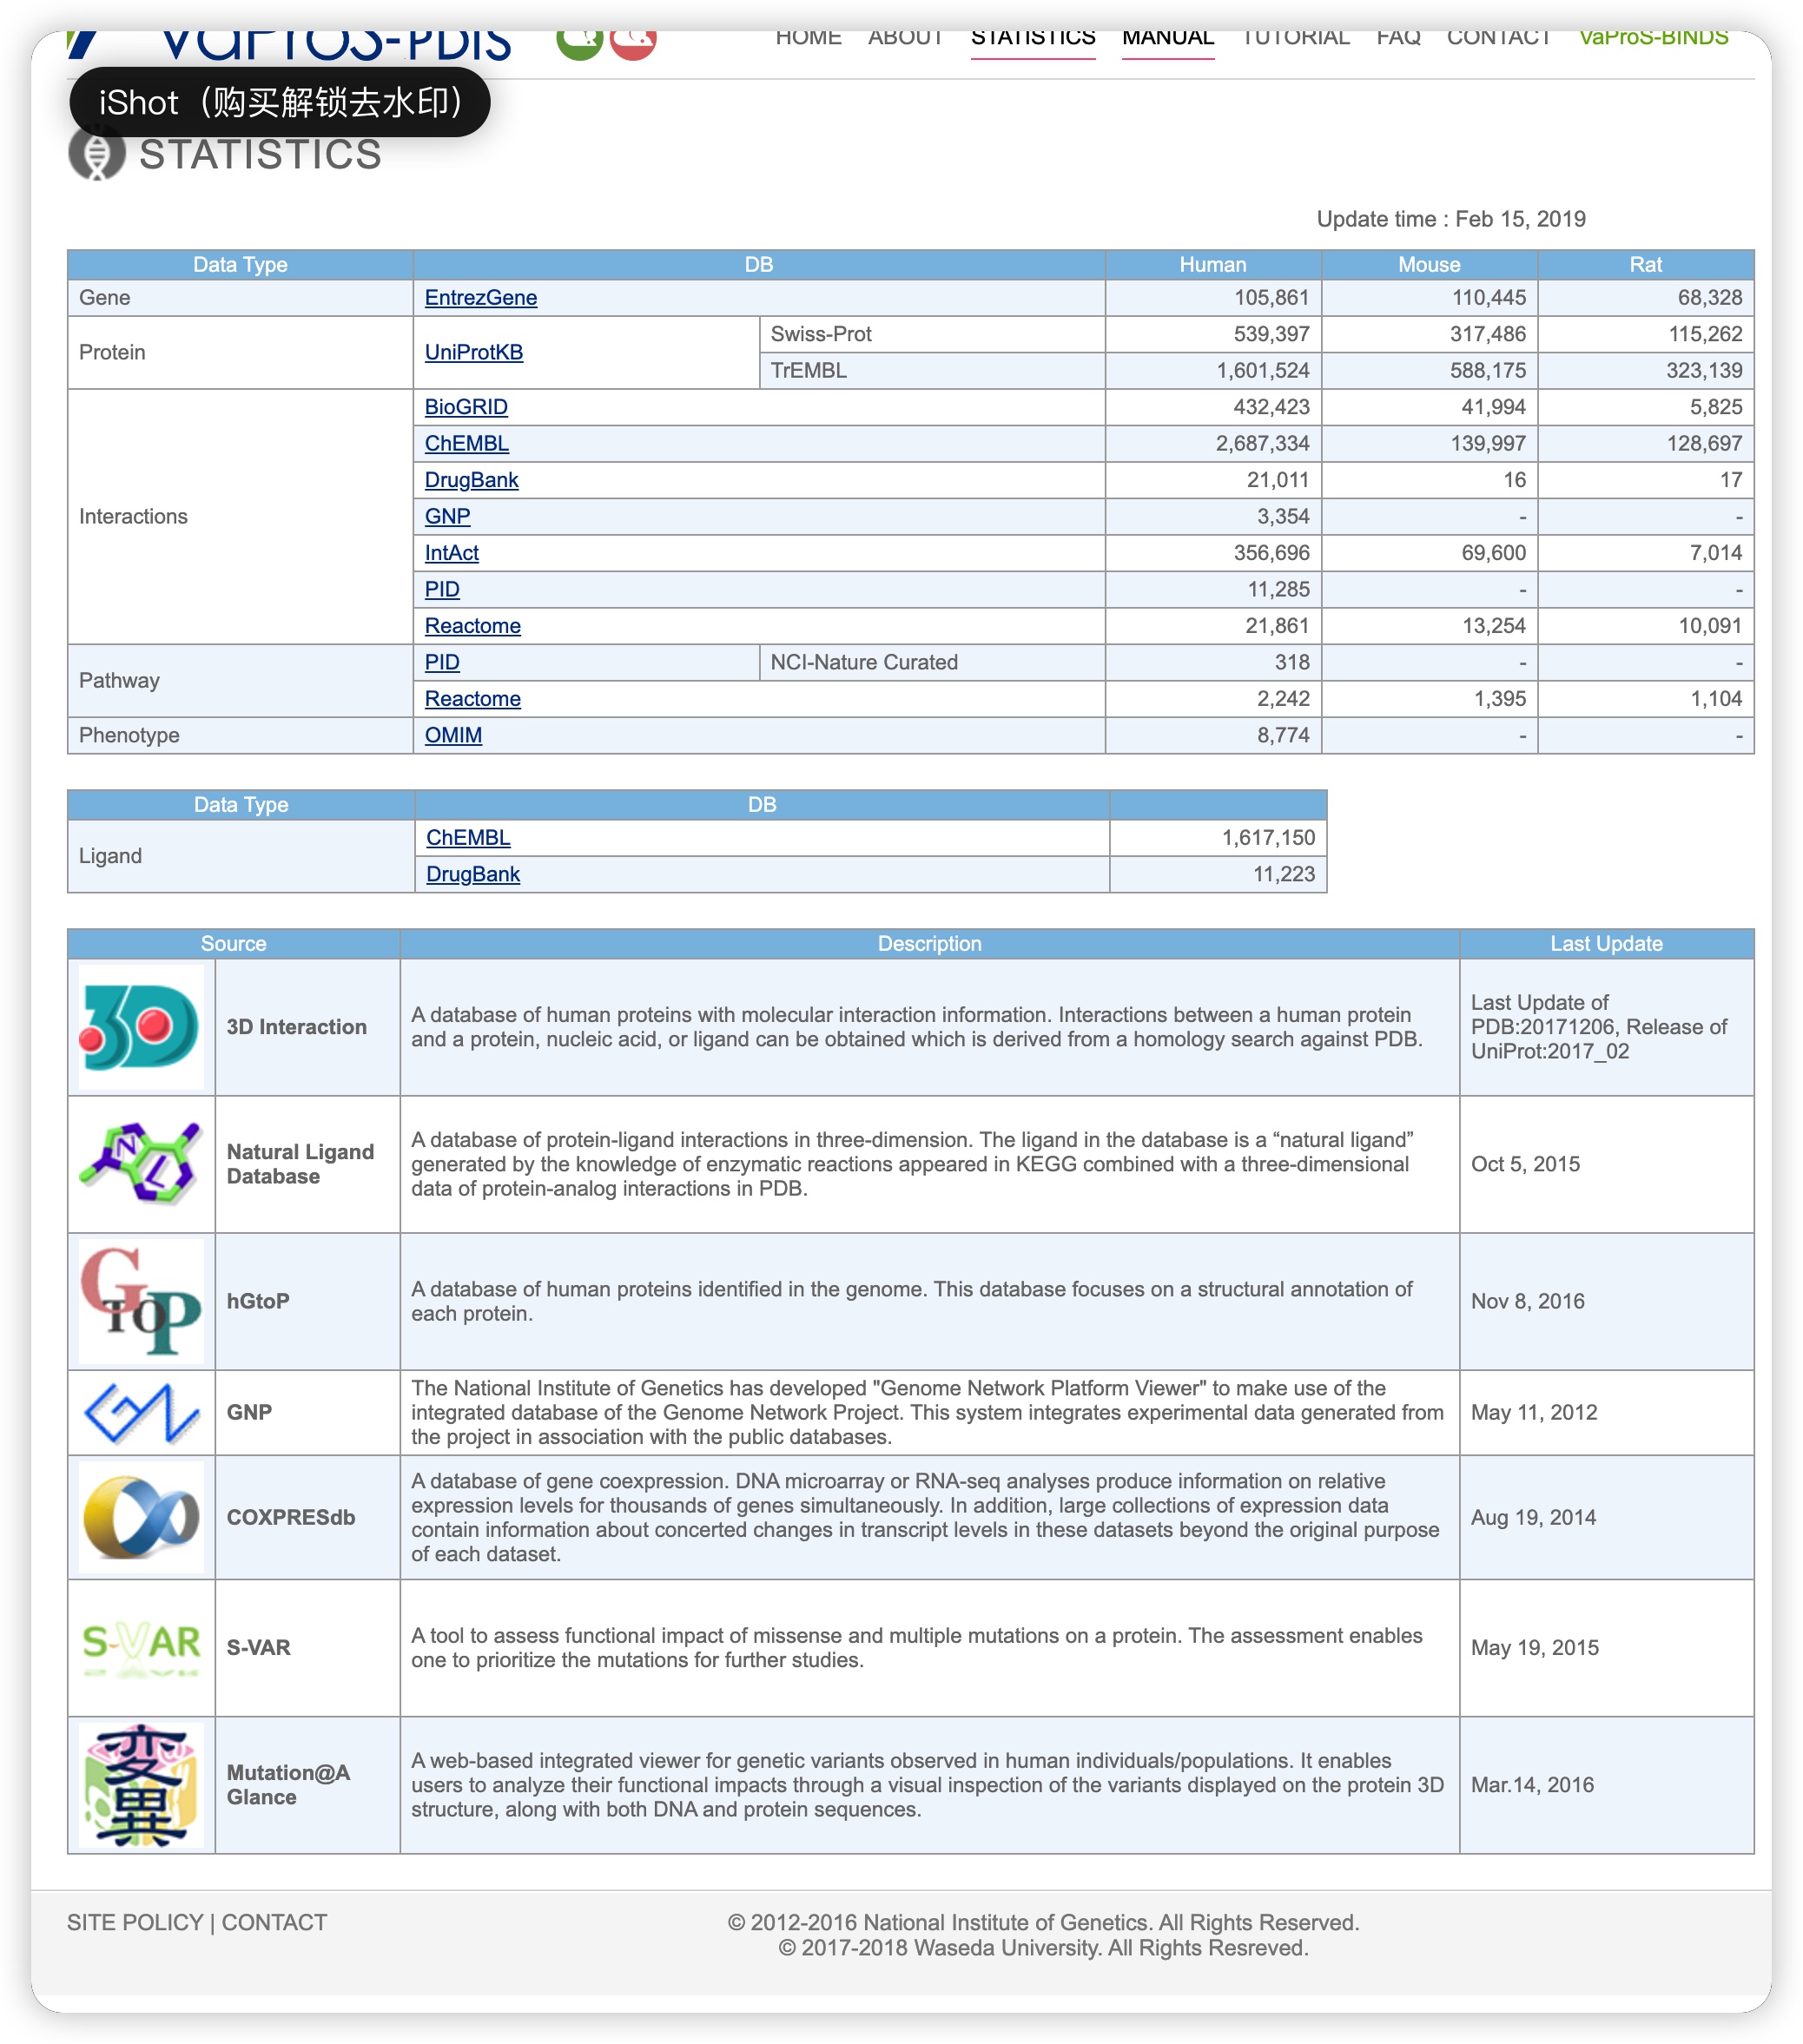 VaProS-PDIS HOME ABOUT STATISTICS MANUAL TUTORIAL FAQ CONTACT VaProS-BINDS
iShot（购买解锁去水印）
STATISTICS
Update time : Feb 15, 2019
Data Type DB Human Mouse Rat
Gene EntrezGene 105,861 110,445 68,328
Protein UniProtKB Swiss-Prot 539,397 317,486 115,262
TrEMBL 1,601,524 588,175 323,139
Interactions BioGRID 432,423 41,994 5,825
ChEMBL 2,687,334 139,997 128,697
DrugBank 21,011 16 17
GNP 3,354 - -
IntAct 356,696 69,600 7,014
PID 11,285 - -
Reactome 21,861 13,254 10,091
Pathway PID NCI-Nature Curated 318 - -
Reactome 2,242 1,395 1,104
Phenotype OMIM 8,774 - -
Data Type DB
Ligand ChEMBL 1,617,150
DrugBank 11,223
Source Description Last Update
3D
3D Interaction
A database of human proteins with molecular interaction information. Interactions between a human protein
and a protein, nucleic acid, or ligand can be obtained which is derived from a homology search against PDB.
Last Update of
PDB:20171206, Release of
UniProt:2017_02
NL
Natural Ligand
Database
A database of protein-ligand interactions in three-dimension. The ligand in the database is a “natural ligand”
generated by the knowledge of enzymatic reactions appeared in KEGG combined with a three-dimensional
data of protein-analog interactions in PDB.
Oct 5, 2015
GTOP
hGtoP
A database of human proteins identified in the genome. This database focuses on a structural annotation of
each protein.
Nov 8, 2016
GNP
The National Institute of Genetics has developed "Genome Network Platform Viewer" to make use of the
integrated database of the Genome Network Project. This system integrates experimental data generated from
the project in association with the public databases.
May 11, 2012
COXPRESdb
A database of gene coexpression. DNA microarray or RNA-seq analyses produce information on relative
expression levels for thousands of genes simultaneously. In addition, large collections of expression data
contain information about concerted changes in transcript levels in these datasets beyond the original purpose
of each dataset.
Aug 19, 2014
S-VAR
S-VAR
A tool to assess functional impact of missense and multiple mutations on a protein. The assessment enables
one to prioritize the mutations for further studies.
May 19, 2015
変異
Mutation@A
Glance
A web-based integrated viewer for genetic variants observed in human individuals/populations. It enables
users to analyze their functional impacts through a visual inspection of the variants displayed on the protein 3D
structure, along with both DNA and protein sequences.
Mar.14, 2016
SITE POLICY | CONTACT
© 2012-2016 National Institute of Genetics. All Rights Reserved.
© 2017-2018 Waseda University. All Rights Resreved.